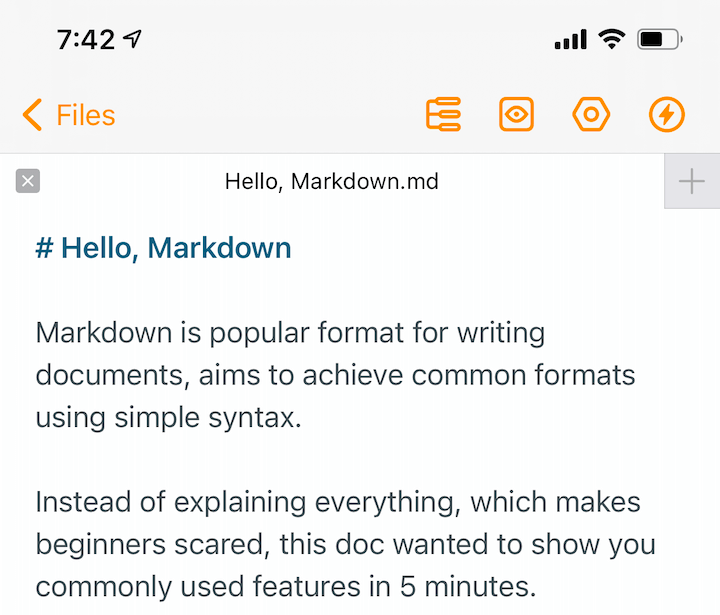 7:42
Files
Hello, Markdown.md
# Hello, Markdown
Markdown is popular format for writing
documents, aims to achieve common formats
using simple syntax.
Instead of explaining everything, which makes
beginners scared, this doc wanted to show you
commonly used features in 5 minutes.